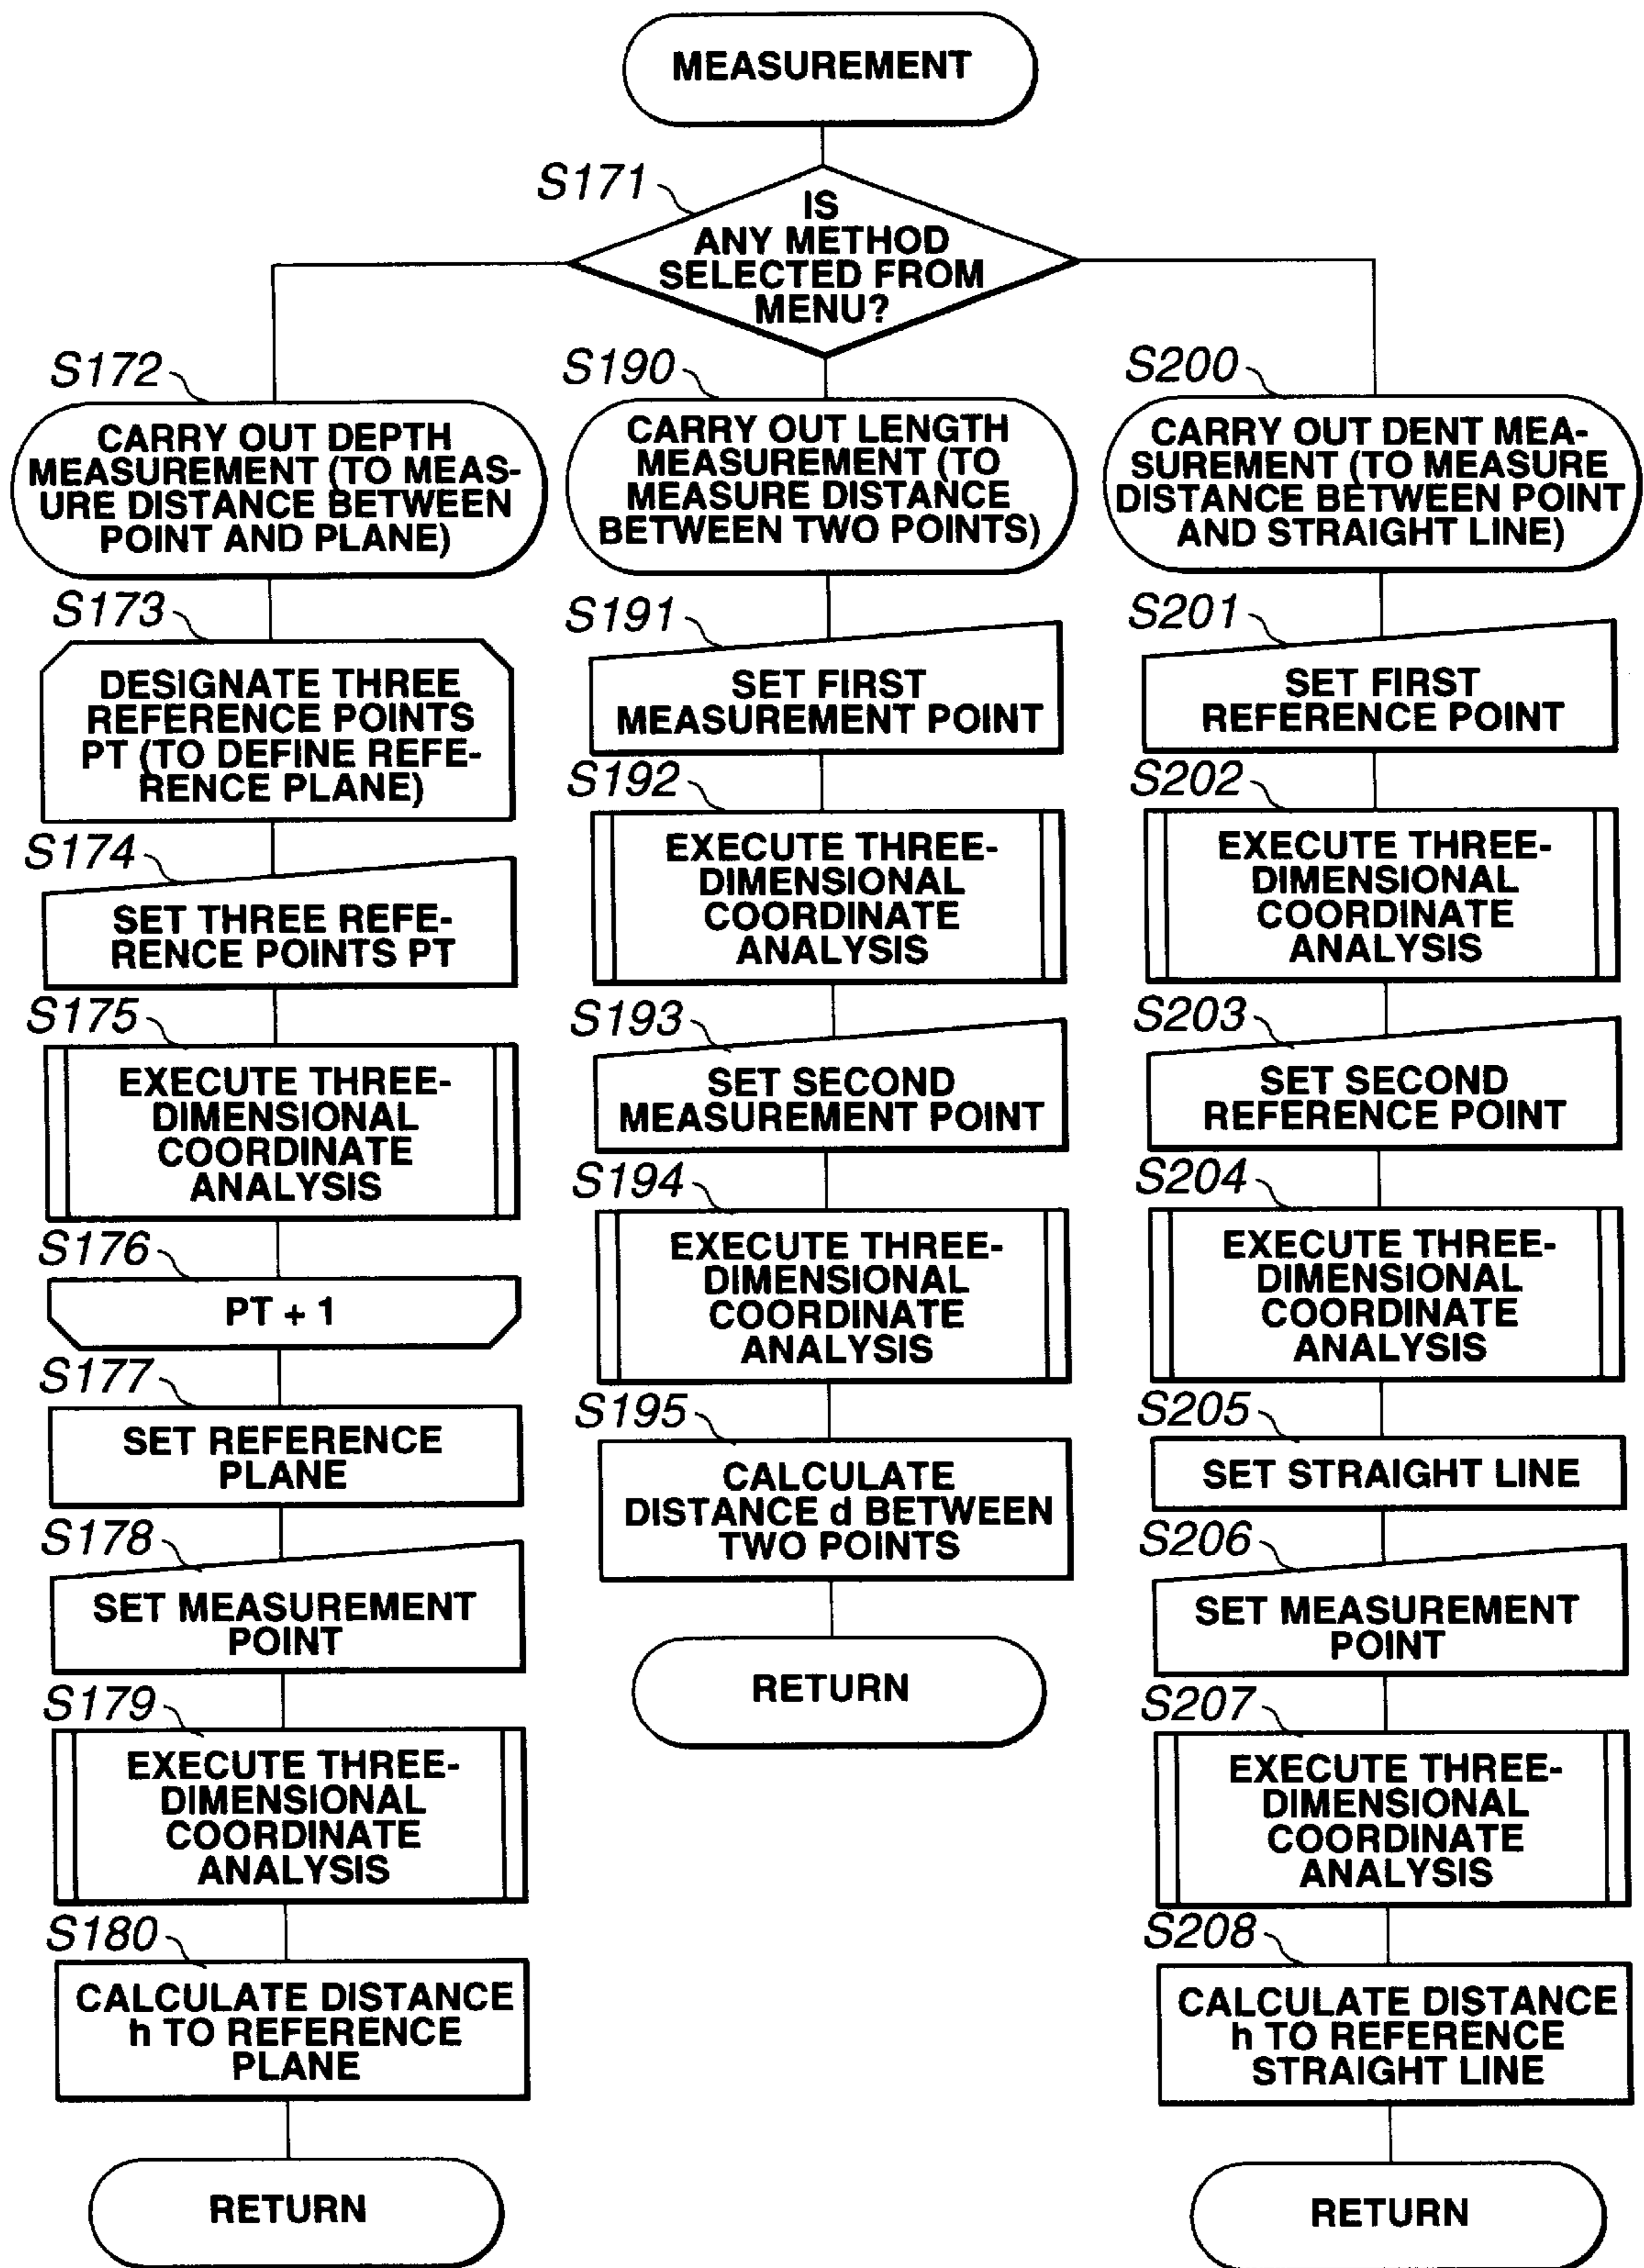 MEASUREMENT
S171
IS
ANY METHOD
SELECTED FROM
MENU?
S172
CARRY OUT DEPTH
MEASUREMENT (TO MEAS-
URE DISTANCE BETWEEN
POINT AND PLANE)
S173
DESIGNATE THREE
REFERENCE POINTS
PT (TO DEFINE REFE-
RENCE PLANE)
S174
SET THREE REFE-
RENCE POINTS PT
S175
EXECUTE THREE-
DIMENSIONAL
COORDINATE
ANALYSIS
S176
PT + 1
S177
SET REFERENCE
PLANE
S178
SET MEASUREMENT
POINT
S179
EXECUTE THREE-
DIMENSIONAL
COORDINATE
ANALYSIS
S180
CALCULATE DISTANCE
h TO REFERENCE
PLANE
RETURN
S190
CARRY OUT LENGTH
MEASUREMENT (TO
MEASURE DISTANCE
BETWEEN TWO POINTS)
S191
SET FIRST
MEASUREMENT POINT
S192
EXECUTE THREE-
DIMENSIONAL
COORDINATE
ANALYSIS
S193
SET SECOND
MEASUREMENT POINT
S194
EXECUTE THREE-
DIMENSIONAL
COORDINATE
ANALYSIS
S195
CALCULATE
DISTANCE d BETWEEN
TWO POINTS
RETURN
S200
CARRY OUT DENT MEA-
SUREMENT (TO MEASURE
DISTANCE BETWEEN POINT
AND STRAIGHT LINE)
S201
SET FIRST
REFERENCE POINT
S202
EXECUTE THREE-
DIMENSIONAL
COORDINATE
ANALYSIS
S203
SET SECOND
REFERENCE POINT
S204
EXECUTE THREE-
DIMENSIONAL
COORDINATE
ANALYSIS
S205
SET STRAIGHT LINE
S206
SET MEASUREMENT
POINT
S207
EXECUTE THREE-
DIMENSIONAL
COORDINATE
ANALYSIS
S208
CALCULATE DISTANCE
h TO REFERENCE
STRAIGHT LINE
RETURN